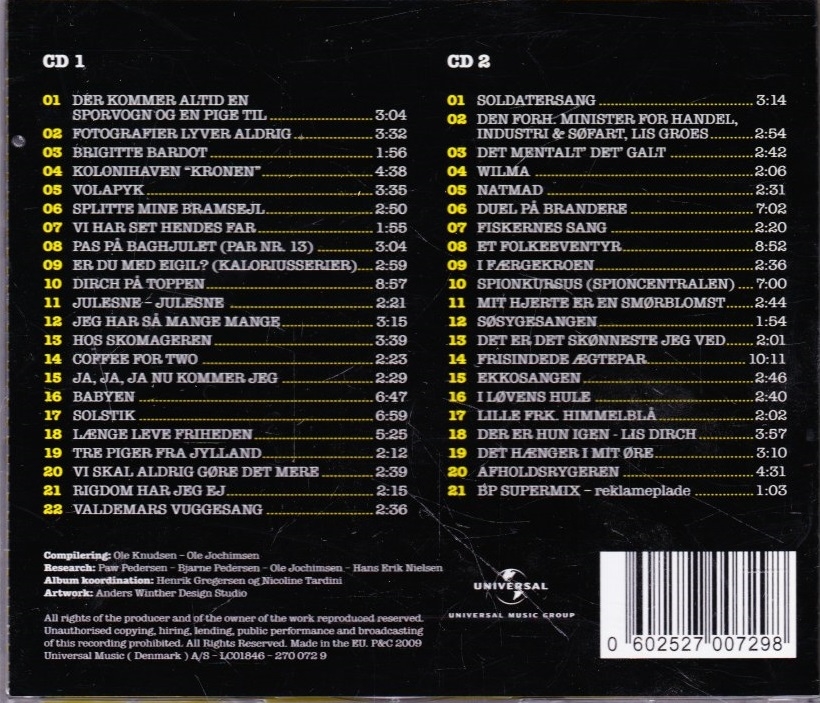 CD 1
01 DER KOMMER ALTID EN
SPORVOGN OG EN PIGE TIL 3:04
02 FOTOGRAFIER LYVER ALDRIG 3:32
03 BRIGITTE BARDOT 1:56
04 KOLONIHAVEN "KRONEN" 4:38
05 VOLAPYK 3:35
06 SPLITTE MINE BRAMSEJL 2:50
07 VI HAR SET HENDES FAR 1:55
08 PAS PÅ BAGHJULET (PAR NR. 13) 3:04
09 ER DU MED EIGIL? (KALORIUSSERIER) 2:59
10 DIRCH PÅ TOPPEN 8:57
11 JULESNE – JULESNE 2:21
12 JEG HAR SÅ MANGE MANGE 3:15
13 HOS SKOMAGEREN 3:39
14 COFFEE FOR TWO 2:23
15 JA, JA, JA NU KOMMER JEG 2:29
16 BABYEN 6:47
17 SOLSTIK 6:59
18 LÆNGE LEVE FRIHEDEN 5:25
19 TRE PIGER FRA JYLLAND 2:12
20 VI SKAL ALDRIG GØRE DET MERE 2:39
21 RIGDOM HAR JEG EJ 2:15
22 VALDEMARS VUGGESANG 2:36
CD 2
01 SOLDATERSANG 3:14
02 DEN FORH. MINISTER FOR HANDEL,
INDUSTRI & SØFART, LIS GROES 2:54
03 DET MENTALT' DET' GALT 2:42
04 WILMA 2:06
05 NATMAD 2:31
06 DUEL PÅ BRANDERE 7:02
07 FISKERNES SANG 2:20
08 ET FOLKEEVENTYR 8:52
09 I FÆRGEKROEN 2:36
10 SPIONKURSUS (SPIONCENTRALEN) 7:00
11 MIT HJERTE ER EN SMØRBLOMST 2:44
12 SØSYGESANGEN 1:54
13 DET ER DET SKØNNESTE JEG VED 2:01
14 FRISINDEDE ÆGTEPAR 10:11
15 EKKOSANGEN 2:46
16 I LØVENS HULE 2:40
17 LILLE FRK. HIMMELBLÅ 2:02
18 DER ER HUN IGEN - LIS DIRCH 3:57
19 DET HÆNGER I MIT ØRE 3:10
20 AFHOLDSRYGEREN 4:31
21 BP SUPERMIX – reklameplade 1:03
Compilering: Ole Knudsen – Ole Jochimsen
Research: Paw Pedersen – Bjarne Pedersen – Ole Jochimsen – Hans Erik Nielsen
Album koordination: Henrik Gregersen og Nicoline Tardini
Artwork: Anders Winther Design Studio
All rights of the producer and of the owner of the work reproduced reserved.
Unauthorised copying, hiring, lending, public performance and broadcasting
of this recording prohibited. All Rights Reserved. Made in the EU. P&C 2009
Universal Music ( Denmark ) A/S – LC01846 – 270 072 9
UNIVERSAL
UNIVERSAL MUSIC GROUP
0 602527 007298